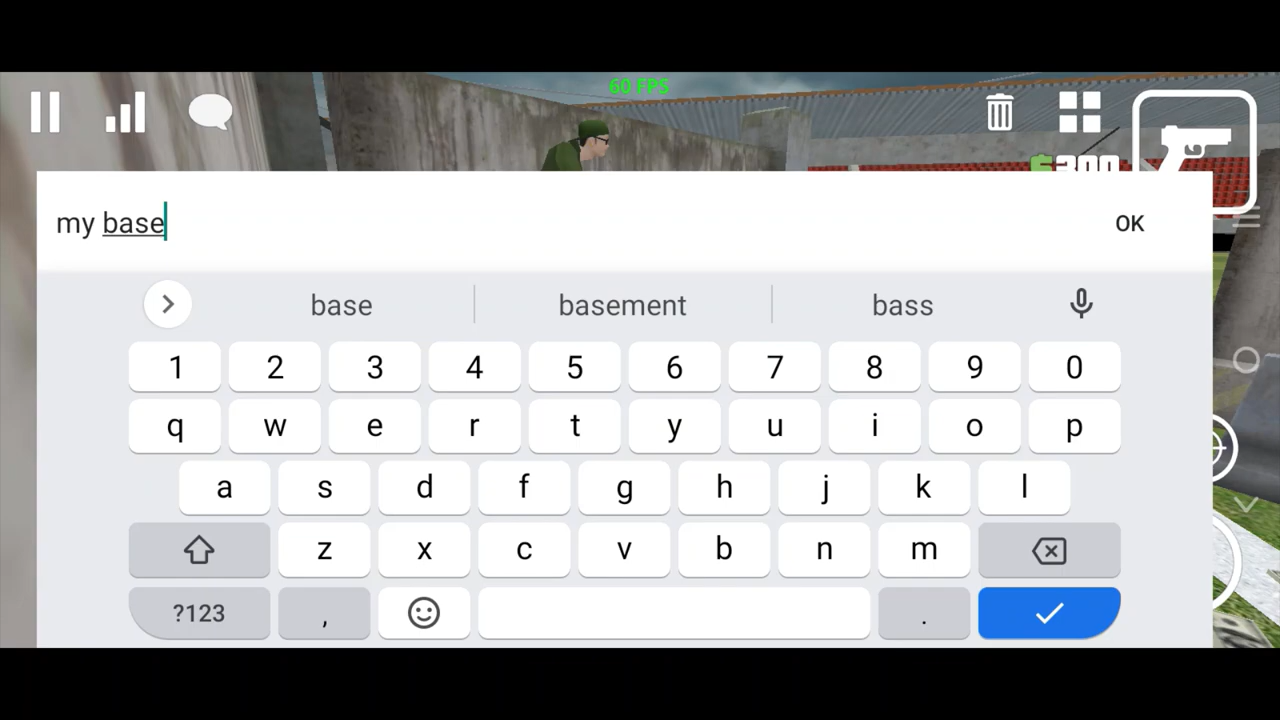 60 FPS
$300
my base
OK
base basement bass
1 2 3 4 5 6 7 8 9 0
q w e r t y u i o p
a s d f g h j k l
z x c v b n m
?123 , .